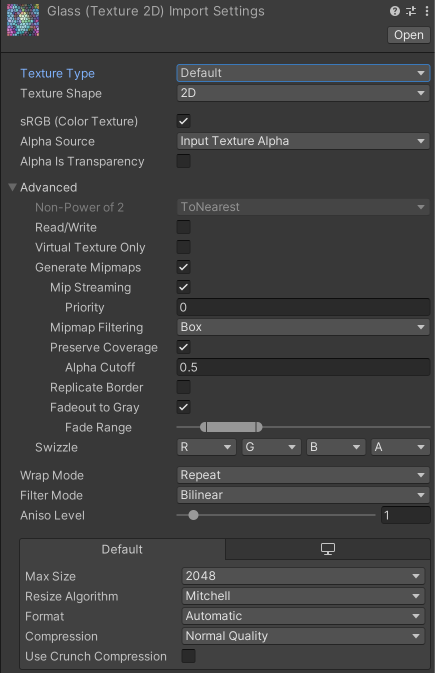 Glass (Texture 2D) Import Settings
Open
Texture Type Default
Texture Shape 2D
sRGB (Color Texture)
Alpha Source Input Texture Alpha
Alpha Is Transparency
Advanced
Non-Power of 2 ToNearest
Read/Write
Virtual Texture Only
Generate Mipmaps
Mip Streaming
Priority 0
Mipmap Filtering Box
Preserve Coverage
Alpha Cutoff 0.5
Replicate Border
Fadeout to Gray
Fade Range
Swizzle R G B A
Wrap Mode Repeat
Filter Mode Bilinear
Aniso Level 1
Default
Max Size 2048
Resize Algorithm Mitchell
Format Automatic
Compression Normal Quality
Use Crunch Compression